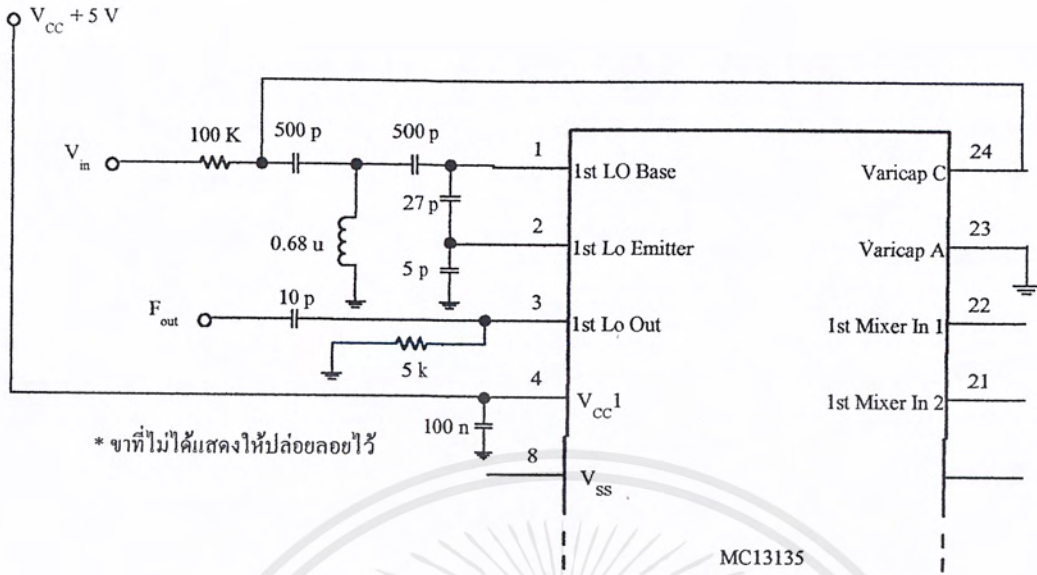 V_CC + 5 V
100 K
500 p
500 p
V_in
1
1st LO Base
24
Varicap C
27 p
0.68 u
2
1st Lo Emitter
23
Varicap A
5 p
10 p
F_out
3
1st Lo Out
22
1st Mixer In 1
5 k
4
V_CC 1
21
1st Mixer In 2
100 n
* ขาที่ไม่ได้แสดงให้ปล่อยลอยไว้
8
V_SS
MC13135